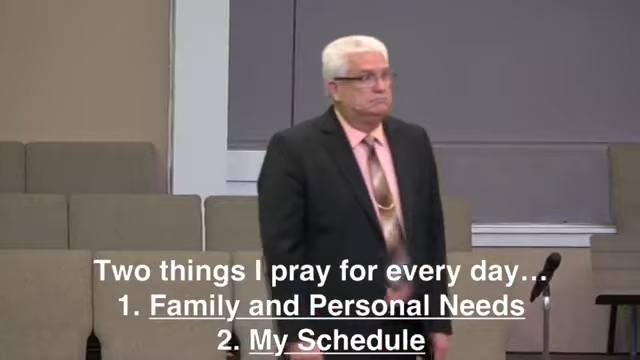 Two things I pray for every day…
1. Family and Personal Needs
2. My Schedule